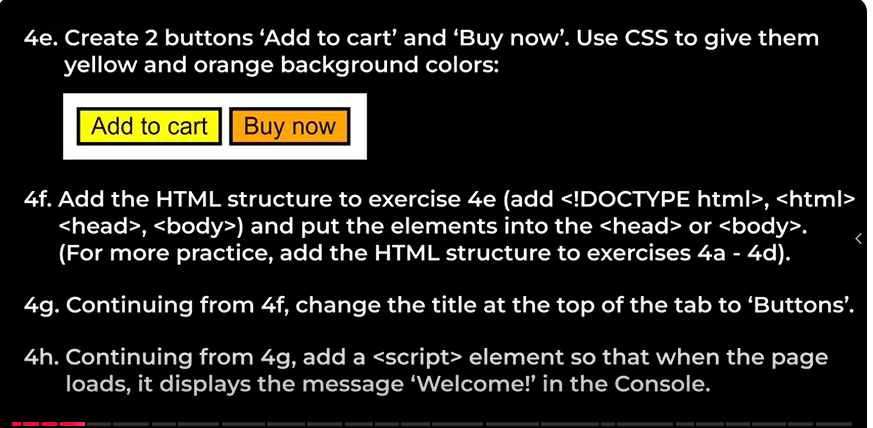 4e. Create 2 buttons ‘Add to cart’ and ‘Buy now’. Use CSS to give them
yellow and orange background colors:
Add to cart Buy now
4f. Add the HTML structure to exercise 4e (add <!DOCTYPE html>, <html>
<head>, <body>) and put the elements into the <head> or <body>.
(For more practice, add the HTML structure to exercises 4a - 4d).
4g. Continuing from 4f, change the title at the top of the tab to ‘Buttons’.
4h. Continuing from 4g, add a <script> element so that when the page
loads, it displays the message ‘Welcome!’ in the Console.